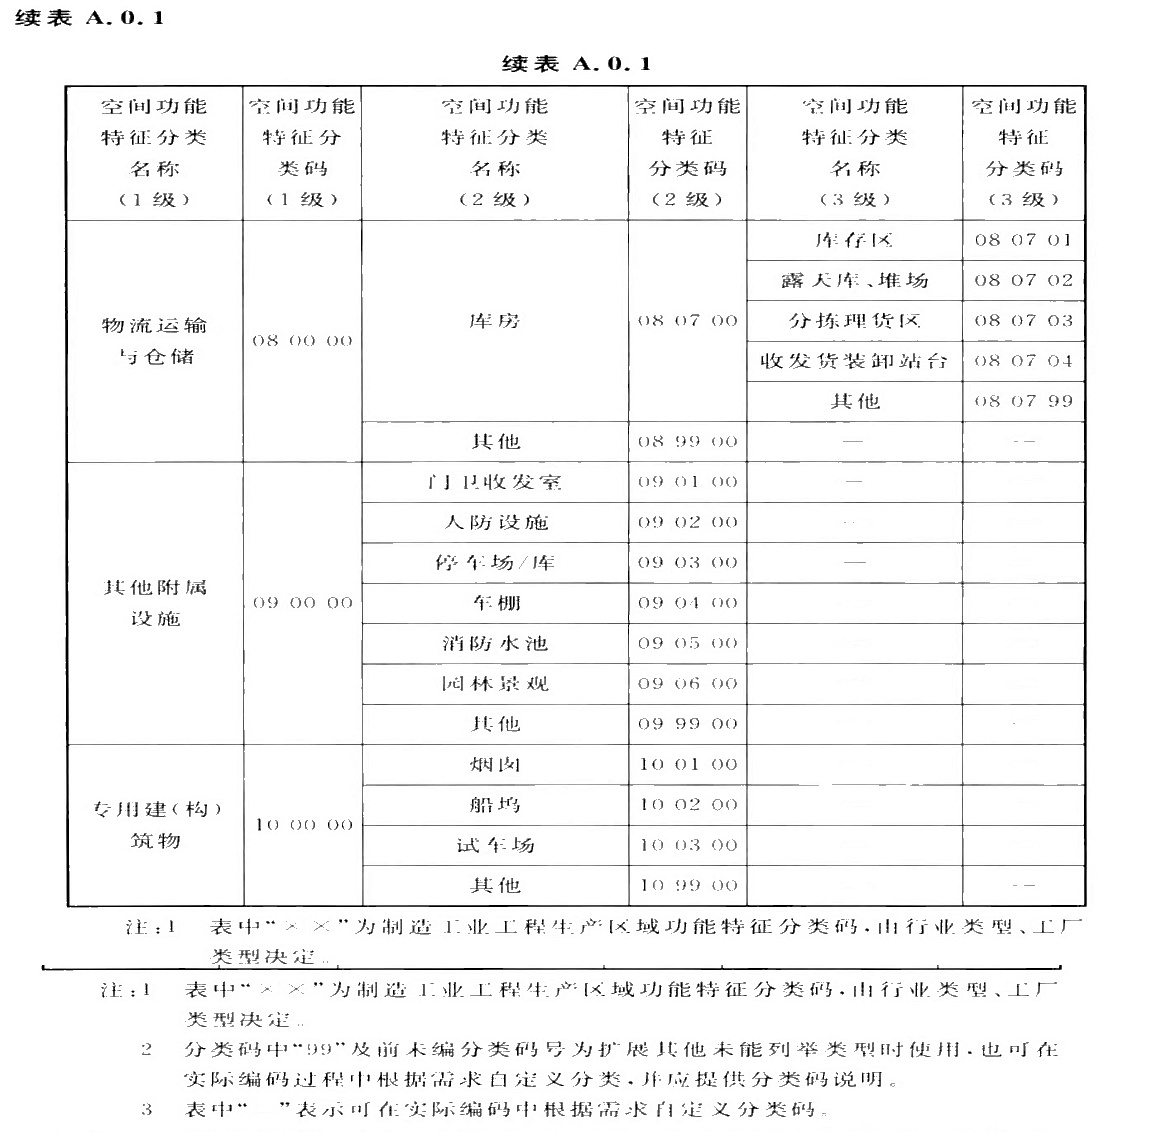 续表 A.0.1
续表 A.0.1
空间功能特征分类名称(1级) 空间功能特征分类码(1级) 空间功能特征分类名称(2级) 空间功能特征分类码(2级) 空间功能特征分类名称(3级) 空间功能特征分类码(3级)
物流运输与仓储 08 00 00 库房 08 07 00 库存区 08 07 01
露天库、堆场 08 07 02
分拣理货区 08 07 03
收发货装卸站台 08 07 04
其他 08 07 99
其他 08 99 00 — —
其他附属设施 09 00 00 门卫收发室 09 01 00 —
人防设施 09 02 00
停车场/库 09 03 00 —
车棚 09 04 00
消防水池 09 05 00
园林景观 09 06 00
其他 09 99 00
专用建(构)筑物 10 00 00 烟囱 10 01 00
船坞 10 02 00
试车场 10 03 00
其他 10 99 00 —
注:1 表中“××”为制造工业工程生产区域功能特征分类码,由行业类型、工厂
类型决定。
注:1 表中“××”为制造工业工程生产区域功能特征分类码,由行业类型、工厂
类型决定。
2 分类码中“99”及前未编分类码号为扩展其他未能列举类型时使用,也可在
实际编码过程中根据需求自定义分类,并应提供分类码说明。
3 表中“—”表示可在实际编码中根据需求自定义分类码。